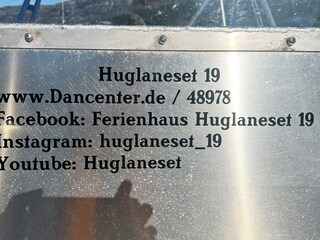 Huglaneset 19
www.Dancenter.de / 48978
Facebook: Ferienhaus Huglaneset 19
Instagram: huglaneset_19
Youtube: Huglaneset